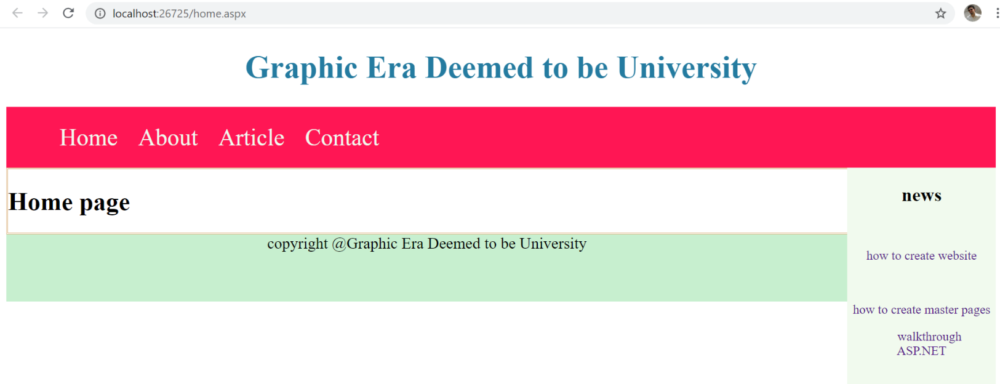 localhost:26725/home.aspx
Graphic Era Deemed to be University
Home About Article Contact
Home page
copyright @Graphic Era Deemed to be University
news
how to create website
how to create master pages
walkthrough
ASP.NET